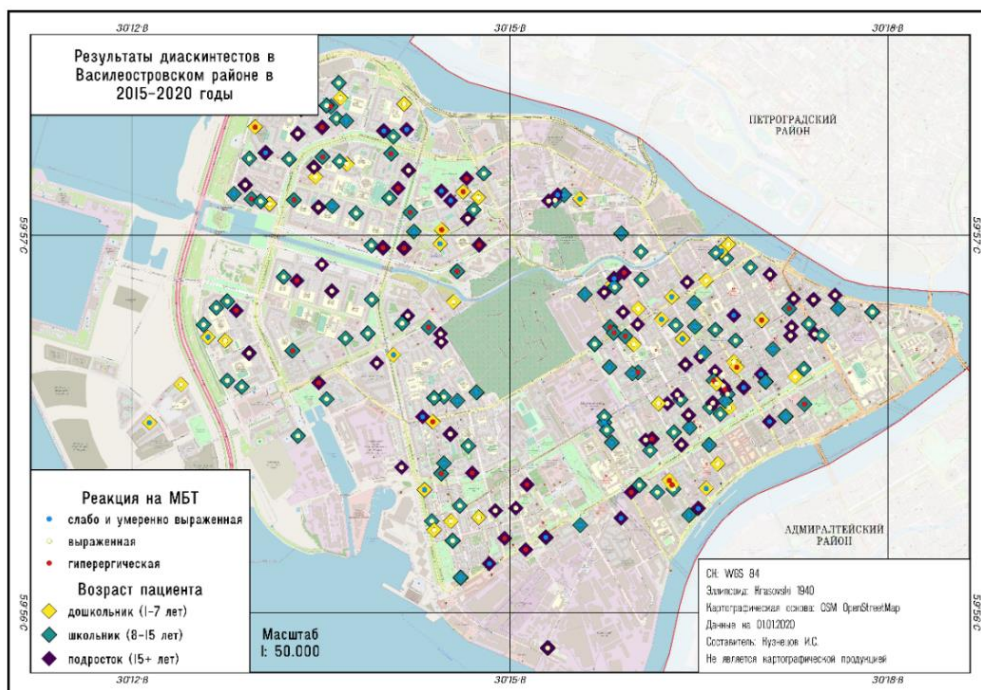 30°12'В
30°15'В
30°18'В
Результаты диаскинтестов в
Василеостровском районе в
2015-2020 годы
ПЕТРОГРАДСКИЙ
РАЙОН
59°57'С
59°57'С
Реакция на МБТ
слабо и умеренно выраженная
выраженная
гиперергическая
Возраст пациента
дошкольник (1-7 лет)
школьник (8-15 лет)
подросток (15+ лет)
АДМИРАЛТЕЙСКИЙ
РАЙОН
СК: WGS 84
Эллипсоид: Krasovski 1940
Картографическая основа: OSM OpenStreetMap
Данные на 01.01.2020
Составитель: Кузнецов И.С.
Не является картографической продукцией
Масштаб
1: 50.000
59°56'С
59°56'С
30°12'В
30°15'В
30°18'В